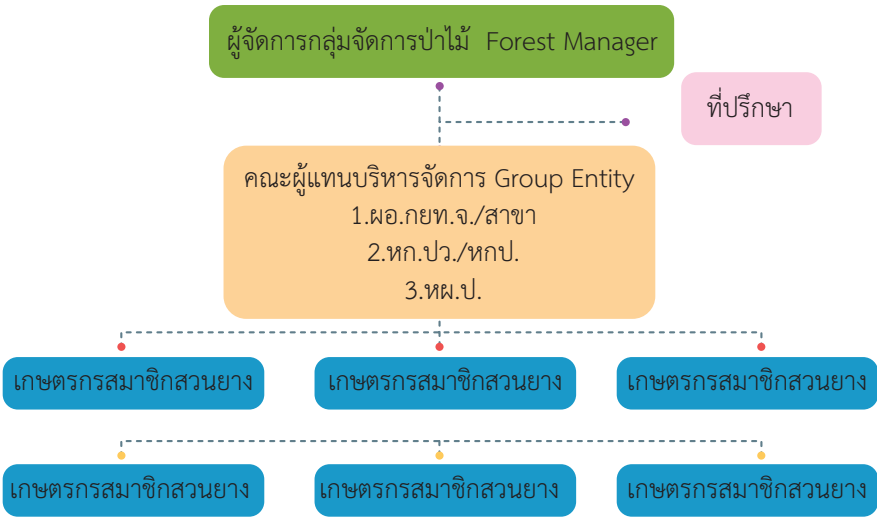 ผู้จัดการกลุ่มจัดการป่าไม้ Forest Manager
ที่ปรึกษา
คณะผู้แทนบริหารจัดการ Group Entity
1.ผอ.กยท.จ./สาขา
2.หก.ปว./หกป.
3.หผ.ป.
เกษตรกรสมาชิกสวนยาง
เกษตรกรสมาชิกสวนยาง
เกษตรกรสมาชิกสวนยาง
เกษตรกรสมาชิกสวนยาง
เกษตรกรสมาชิกสวนยาง
เกษตรกรสมาชิกสวนยาง